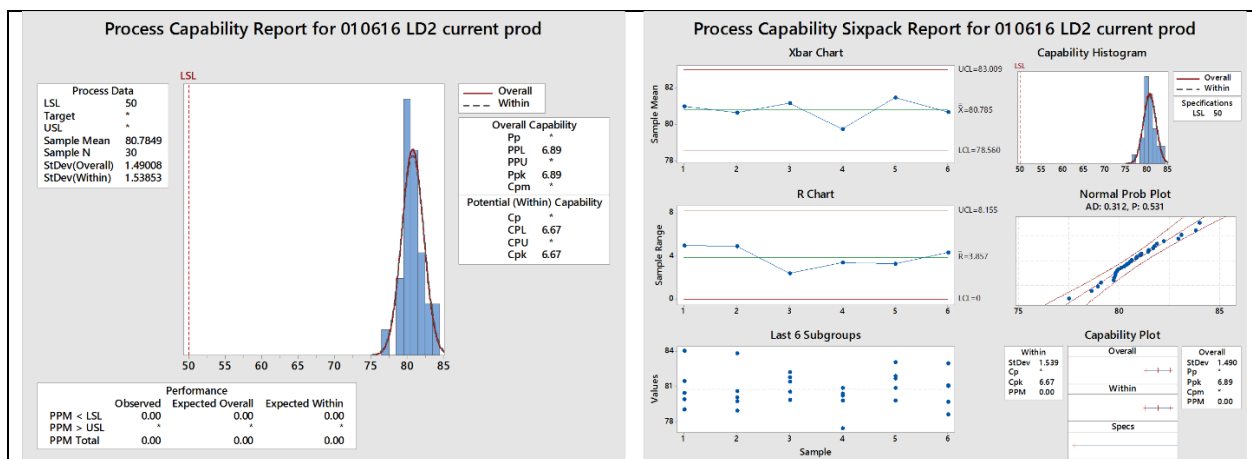 Process Capability Report for 010616 LD2 current prod
LSL
Process Data
LSL 50
Target *
USL *
Sample Mean 80.7849
Sample N 30
StDev(Overall) 1.49008
StDev(Within) 1.53853
Overall
Within
Overall Capability
Pp *
PPL 6.89
PPU *
Ppk 6.89
Cpm *
Potential (Within) Capability
Cp *
CPL 6.67
CPU *
Cpk 6.67
50 55 60 65 70 75 80 85
Performance
Observed Expected Overall Expected Within
PPM < LSL 0.00 0.00 0.00
PPM > USL * * *
PPM Total 0.00 0.00 0.00
Process Capability Sixpack Report for 010616 LD2 current prod
Xbar Chart
Sample Mean
82
80
78
1 2 3 4 5 6
UCL=83.009
X=80.785
LCL=78.560
Capability Histogram
LSL
50 55 60 65 70 75 80 85
Overall
Within
Specifications
LSL 50
R Chart
Sample Range
8
4
0
1 2 3 4 5 6
UCL=8.155
R=3.857
LCL=0
Normal Prob Plot
AD: 0.312, P: 0.531
75 80 85
Last 6 Subgroups
Values
84
81
78
1 2 3 4 5 6
Sample
Capability Plot
Within
StDev 1.539
Cp *
Cpk 6.67
PPM 0.00
Overall
Within
Specs
Overall
StDev 1.490
Pp *
Ppk 6.89
Cpm *
PPM 0.00